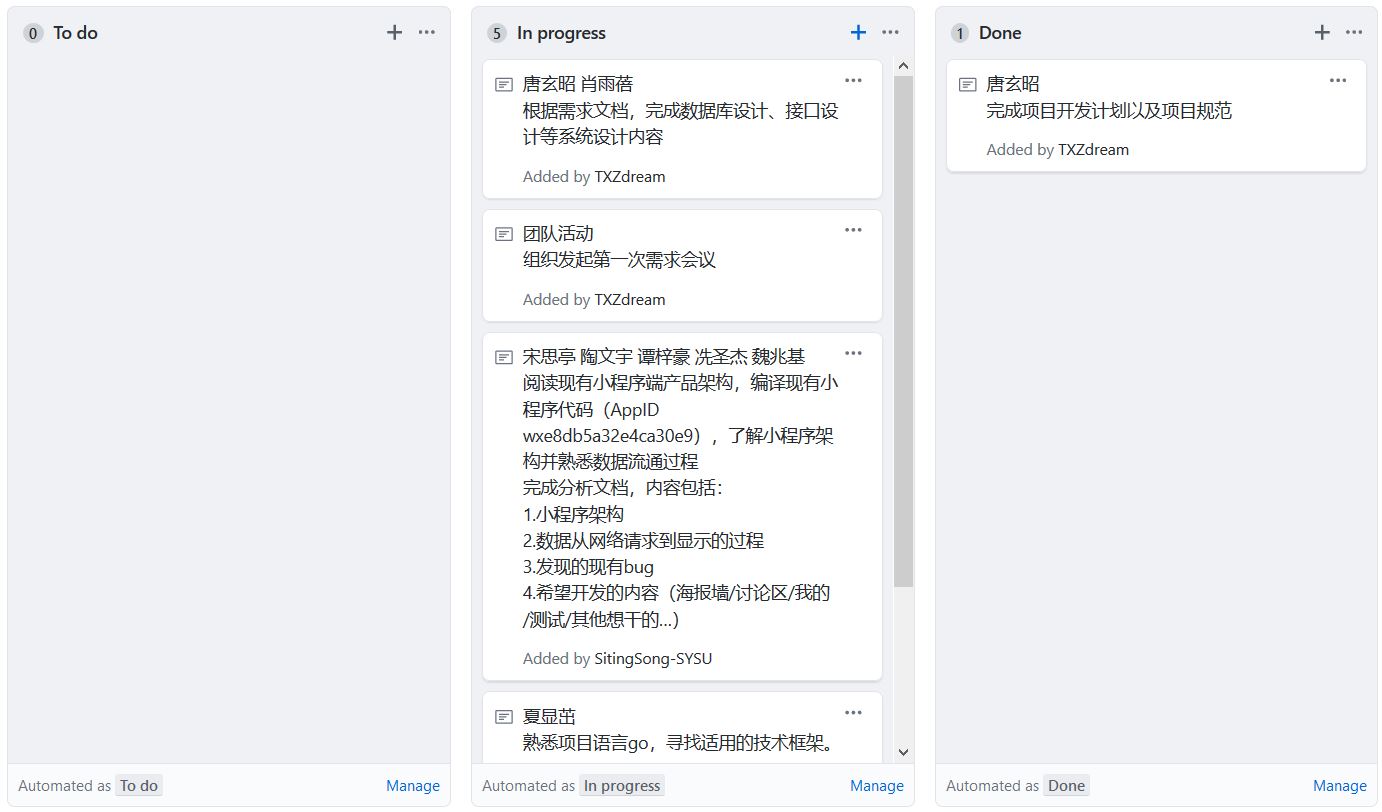 0 To do
5 In progress
唐玄昭 肖雨蓓
根据需求文档，完成数据库设计、接口设
计等系统设计内容
Added by TXZdream
团队活动
组织发起第一次需求会议
Added by TXZdream
宋思亭 陶文宇 谭梓豪 冼圣杰 魏兆基
阅读现有小程序端产品架构，编译现有小
程序代码（AppID
wxe8db5a32e4ca30e9），了解小程序架
构并熟悉数据流通过程
完成分析文档，内容包括：
1.小程序架构
2.数据从网络请求到显示的过程
3.发现的现有bug
4.希望开发的内容（海报墙/讨论区/我的
/测试/其他想干的...）
Added by SitingSong-SYSU
夏显茁
熟悉项目语言go，寻找适用的技术框架。
1 Done
唐玄昭
完成项目开发计划以及项目规范
Added by TXZdream
Automated as To do Manage
Automated as In progress Manage
Automated as Done Manage